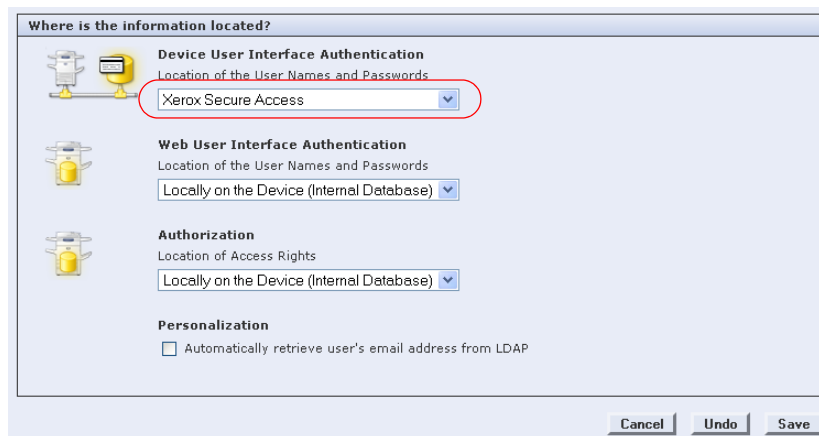 Where is the information located?
Device User Interface Authentication
Location of the User Names and Passwords
Xerox Secure Access
Web User Interface Authentication
Location of the User Names and Passwords
Locally on the Device (Internal Database)
Authorization
Location of Access Rights
Locally on the Device (Internal Database)
Personalization
Automatically retrieve user's email address from LDAP
Cancel Undo Save